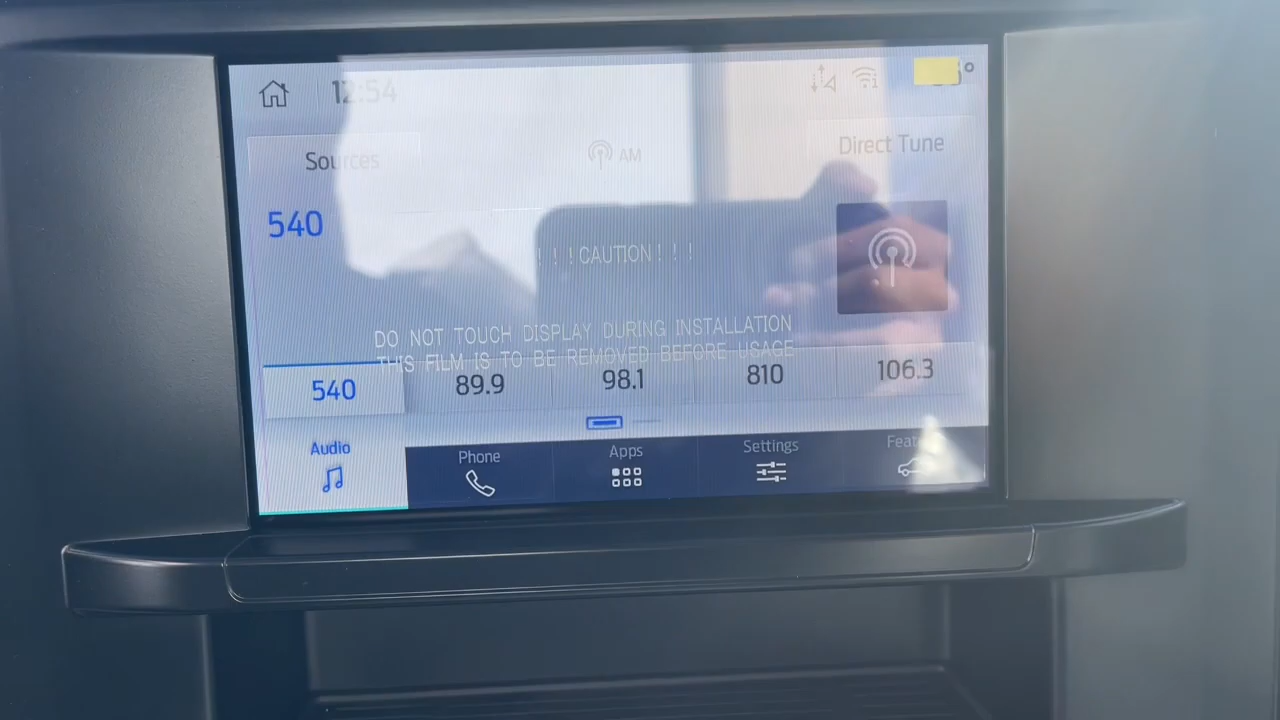 12:54
Sources
AM
Direct Tune
540
! ! ! CAUTION ! ! !
DO NOT TOUCH DISPLAY DURING INSTALLATION
THIS FILM IS TO BE REMOVED BEFORE USAGE
540 89.9 98.1 810 106.3
Audio Phone Apps Settings